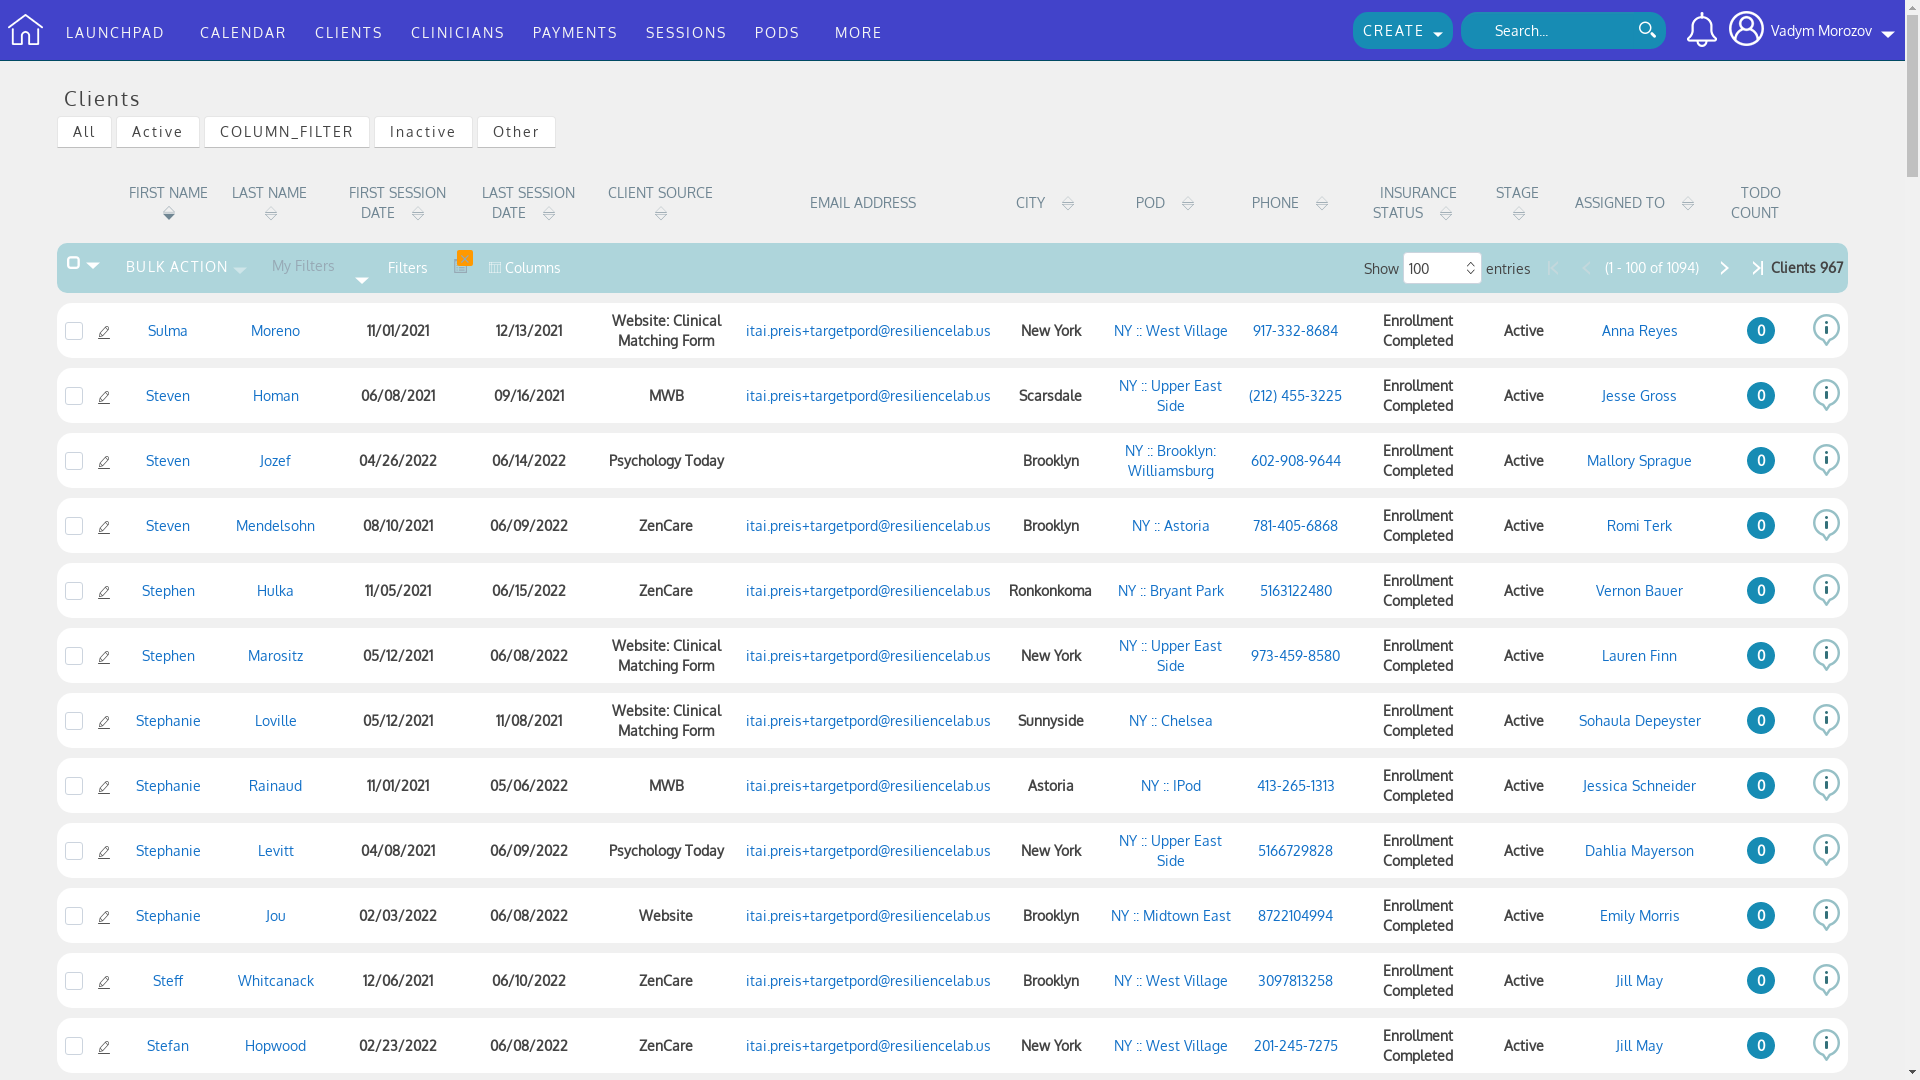 LAUNCHPAD CALENDAR CLIENTS CLINICIANS PAYMENTS SESSIONS PODS MORE CREATE Search... Vadym Morozov
Clients
All Active COLUMN_FILTER Inactive Other
FIRST NAME LAST NAME FIRST SESSION DATE LAST SESSION DATE CLIENT SOURCE EMAIL ADDRESS CITY POD PHONE INSURANCE STATUS STAGE ASSIGNED TO TODO COUNT
BULK ACTION My Filters Filters Columns Show 100 entries (1 - 100 of 1094) Clients 967
Sulma Moreno 11/01/2021 12/13/2021 Website: Clinical Matching Form itai.preis+targetpord@resiliencelab.us New York NY :: West Village 917-332-8684 Enrollment Completed Active Anna Reyes 0
Steven Homan 06/08/2021 09/16/2021 MWB itai.preis+targetpord@resiliencelab.us Scarsdale NY :: Upper East Side (212) 455-3225 Enrollment Completed Active Jesse Gross 0
Steven Jozef 04/26/2022 06/14/2022 Psychology Today Brooklyn NY :: Brooklyn: Williamsburg 602-908-9644 Enrollment Completed Active Mallory Sprague 0
Steven Mendelsohn 08/10/2021 06/09/2022 ZenCare itai.preis+targetpord@resiliencelab.us Brooklyn NY :: Astoria 781-405-6868 Enrollment Completed Active Romi Terk 0
Stephen Hulka 11/05/2021 06/15/2022 ZenCare itai.preis+targetpord@resiliencelab.us Ronkonkoma NY :: Bryant Park 5163122480 Enrollment Completed Active Vernon Bauer 0
Stephen Marositz 05/12/2021 06/08/2022 Website: Clinical Matching Form itai.preis+targetpord@resiliencelab.us New York NY :: Upper East Side 973-459-8580 Enrollment Completed Active Lauren Finn 0
Stephanie Loville 05/12/2021 11/08/2021 Website: Clinical Matching Form itai.preis+targetpord@resiliencelab.us Sunnyside NY :: Chelsea Enrollment Completed Active Sohaula Depeyster 0
Stephanie Rainaud 11/01/2021 05/06/2022 MWB itai.preis+targetpord@resiliencelab.us Astoria NY :: IPod 413-265-1313 Enrollment Completed Active Jessica Schneider 0
Stephanie Levitt 04/08/2021 06/09/2022 Psychology Today itai.preis+targetpord@resiliencelab.us New York NY :: Upper East Side 5166729828 Enrollment Completed Active Dahlia Mayerson 0
Stephanie Jou 02/03/2022 06/08/2022 Website itai.preis+targetpord@resiliencelab.us Brooklyn NY :: Midtown East 8722104994 Enrollment Completed Active Emily Morris 0
Steff Whitcanack 12/06/2021 06/10/2022 ZenCare itai.preis+targetpord@resiliencelab.us Brooklyn NY :: West Village 3097813258 Enrollment Completed Active Jill May 0
Stefan Hopwood 02/23/2022 06/08/2022 ZenCare itai.preis+targetpord@resiliencelab.us New York NY :: West Village 201-245-7275 Enrollment Completed Active Jill May 0